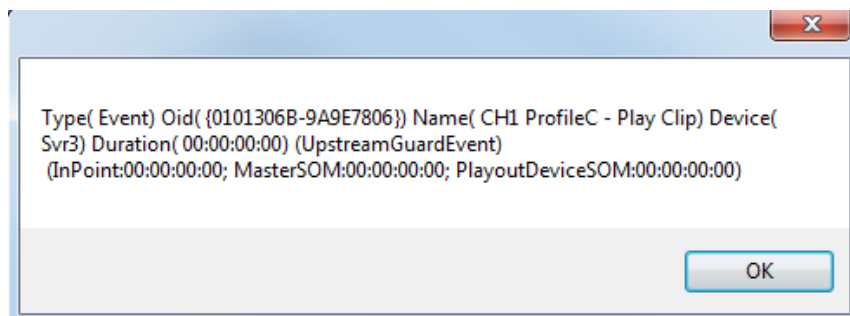 Type( Event) Oid( {0101306B-9A9E7806}) Name( CH1 ProfileC - Play Clip) Device(
Svr3) Duration( 00:00:00:00) (UpstreamGuardEvent)
(InPoint:00:00:00:00; MasterSOM:00:00:00:00; PlayoutDeviceSOM:00:00:00:00)
OK